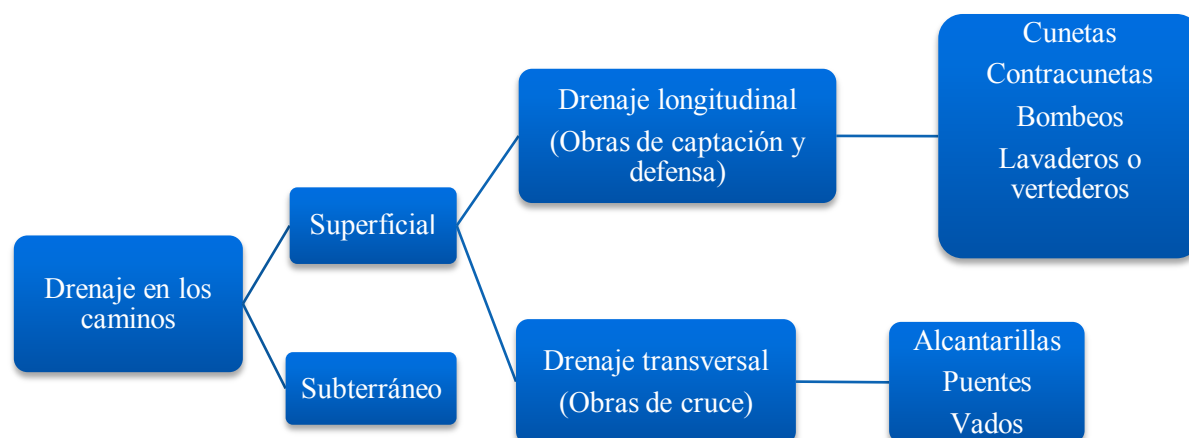 Drenaje en los
caminos
Superficial
Subterráneo
Drenaje longitudinal
(Obras de captación y
defensa)
Drenaje transversal
(Obras de cruce)
Cunetas
Contracunetas
Bombeos
Lavaderos o
vertederos
Alcantarillas
Puentes
Vados